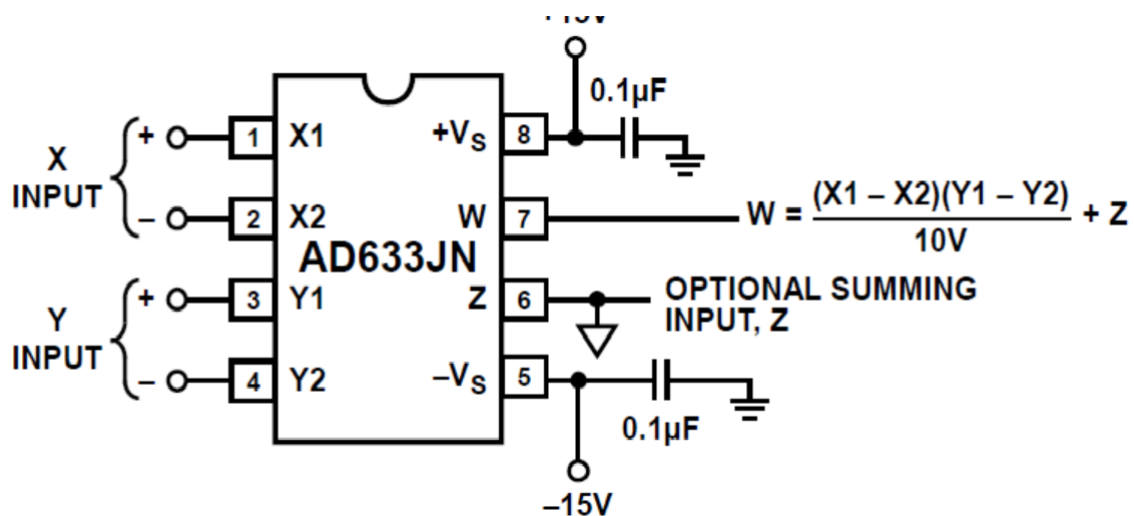 +15V
0.1µF
X
INPUT
+
–
1 X1
2 X2
+VS 8
W 7
W = (X1 – X2)(Y1 – Y2) / 10V + Z
AD633JN
Y
INPUT
+
–
3 Y1
4 Y2
Z 6
–VS 5
OPTIONAL SUMMING
INPUT, Z
0.1µF
–15V